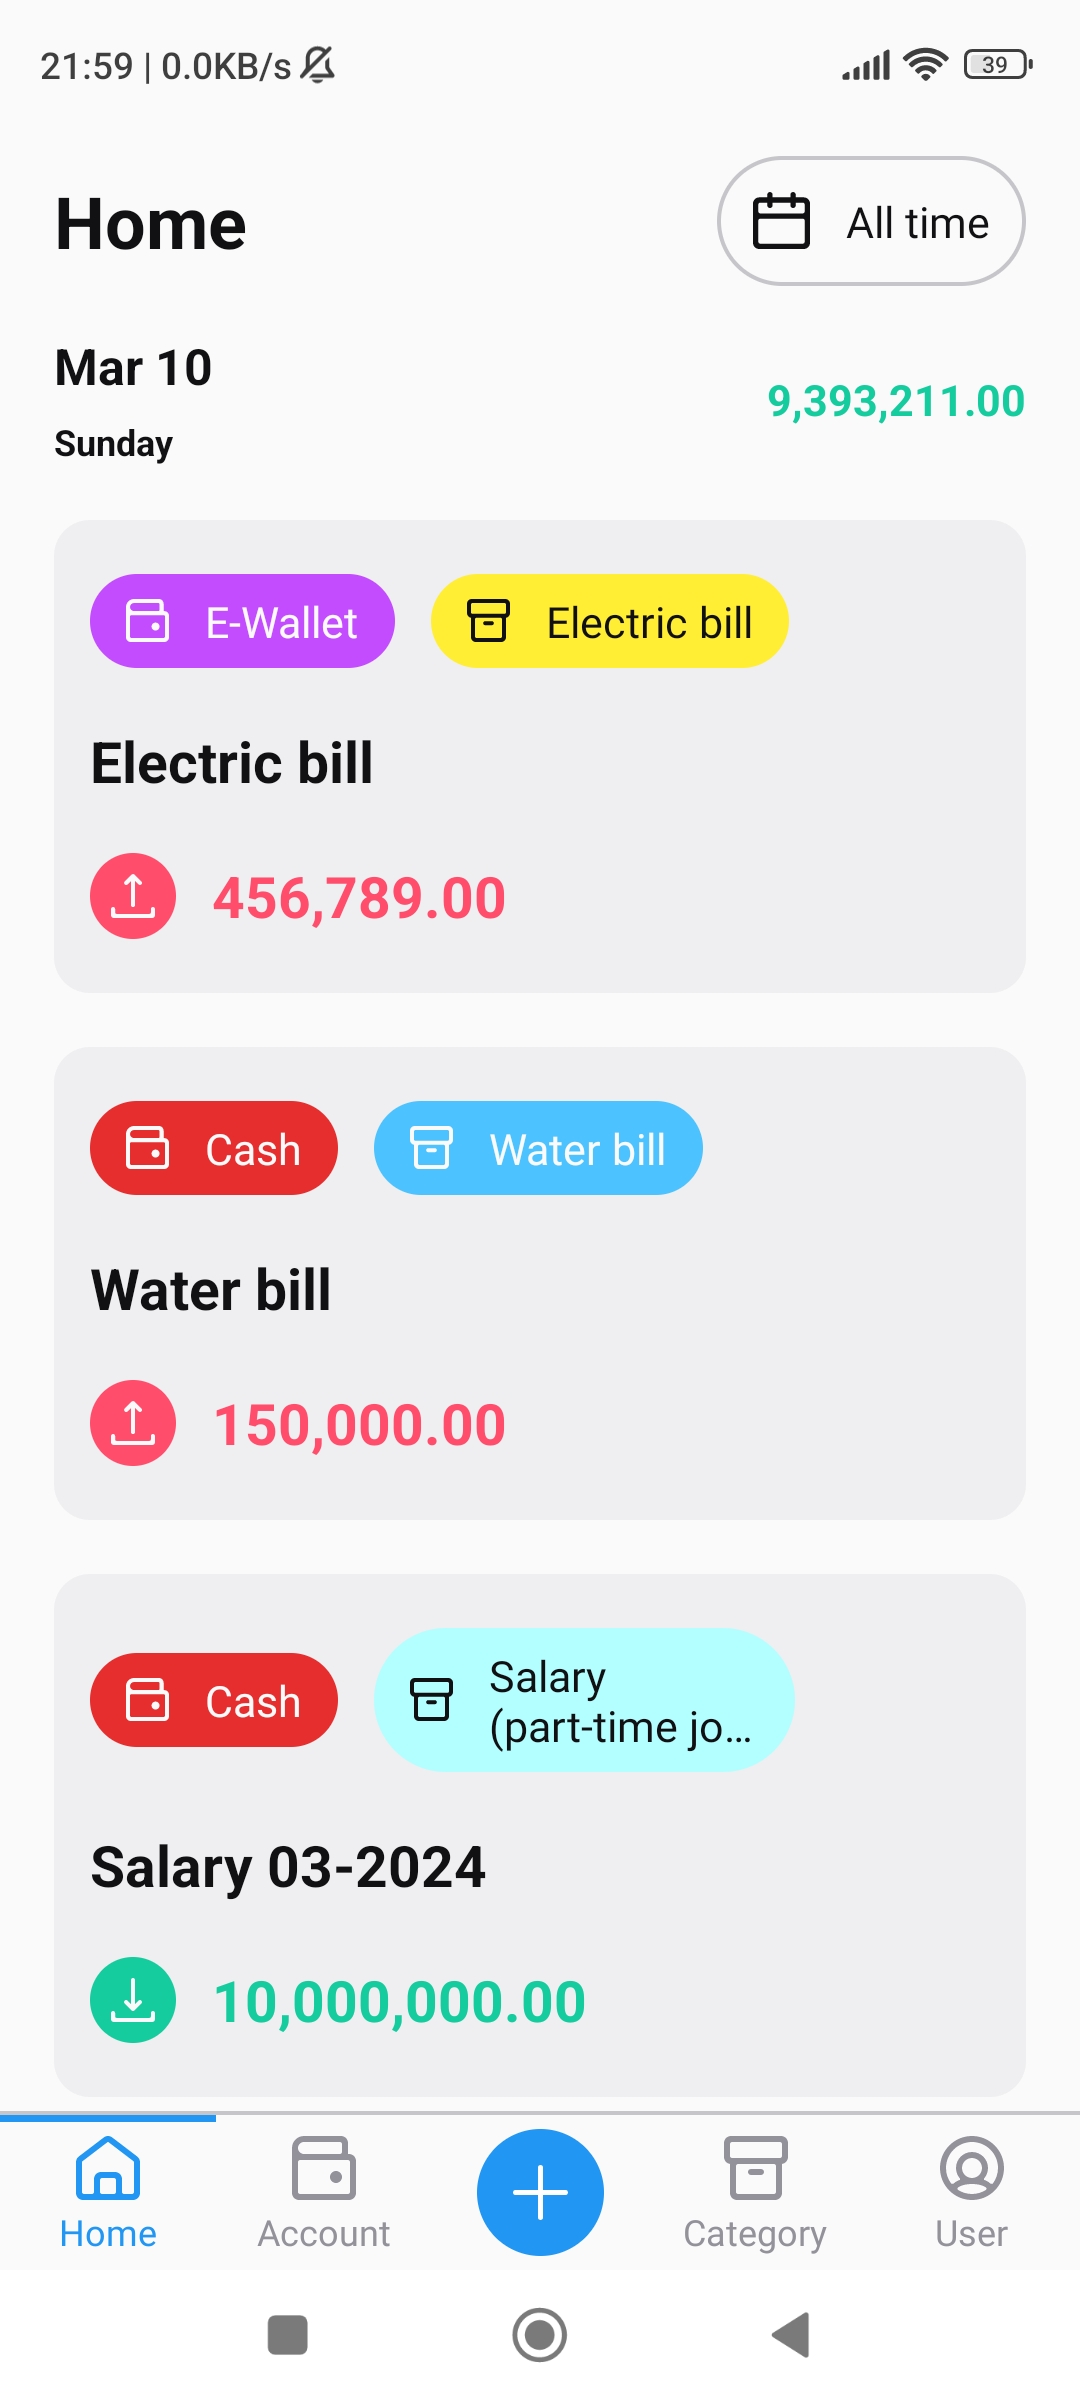 21:59 | 0.0KB/s
39
Home
All time
Mar 10
9,393,211.00
Sunday
E-Wallet
Electric bill
Electric bill
456,789.00
Cash
Water bill
Water bill
150,000.00
Cash
Salary
(part-time jo...
Salary 03-2024
10,000,000.00
Home
Account
Category
User